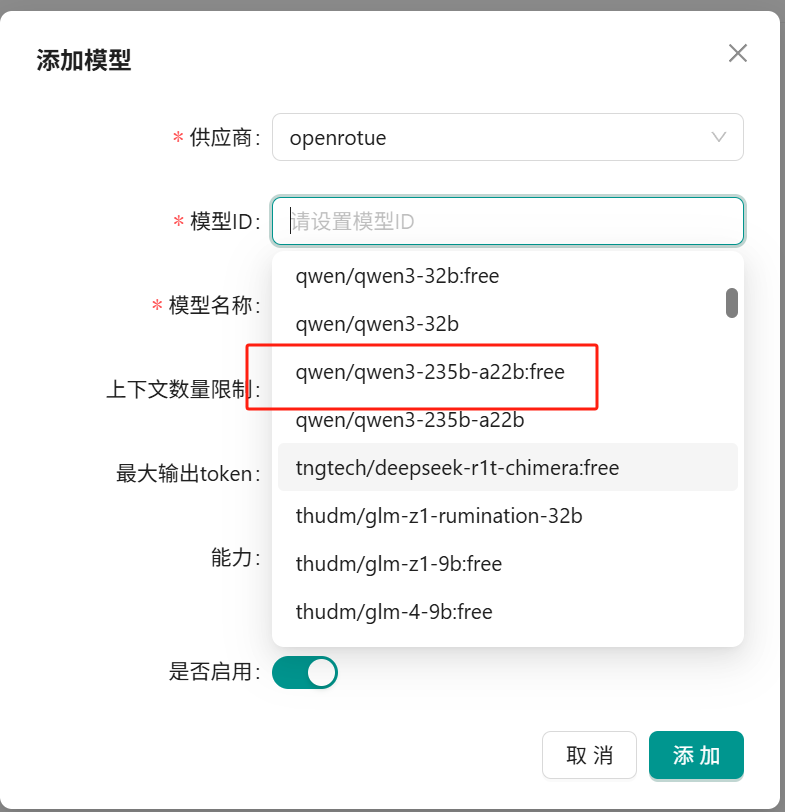 添加模型
* 供应商: openrotue
* 模型ID: 请设置模型ID
qwen/qwen3-32b:free
* 模型名称:
qwen/qwen3-32b
qwen/qwen3-235b-a22b:free
上下文数量限制:
qwen/qwen3-235b-a22b
最大输出token: tngtech/deepseek-r1t-chimera:free
thudm/glm-z1-rumination-32b
能力: thudm/glm-z1-9b:free
thudm/glm-4-9b:free
是否启用:
取 消 添 加